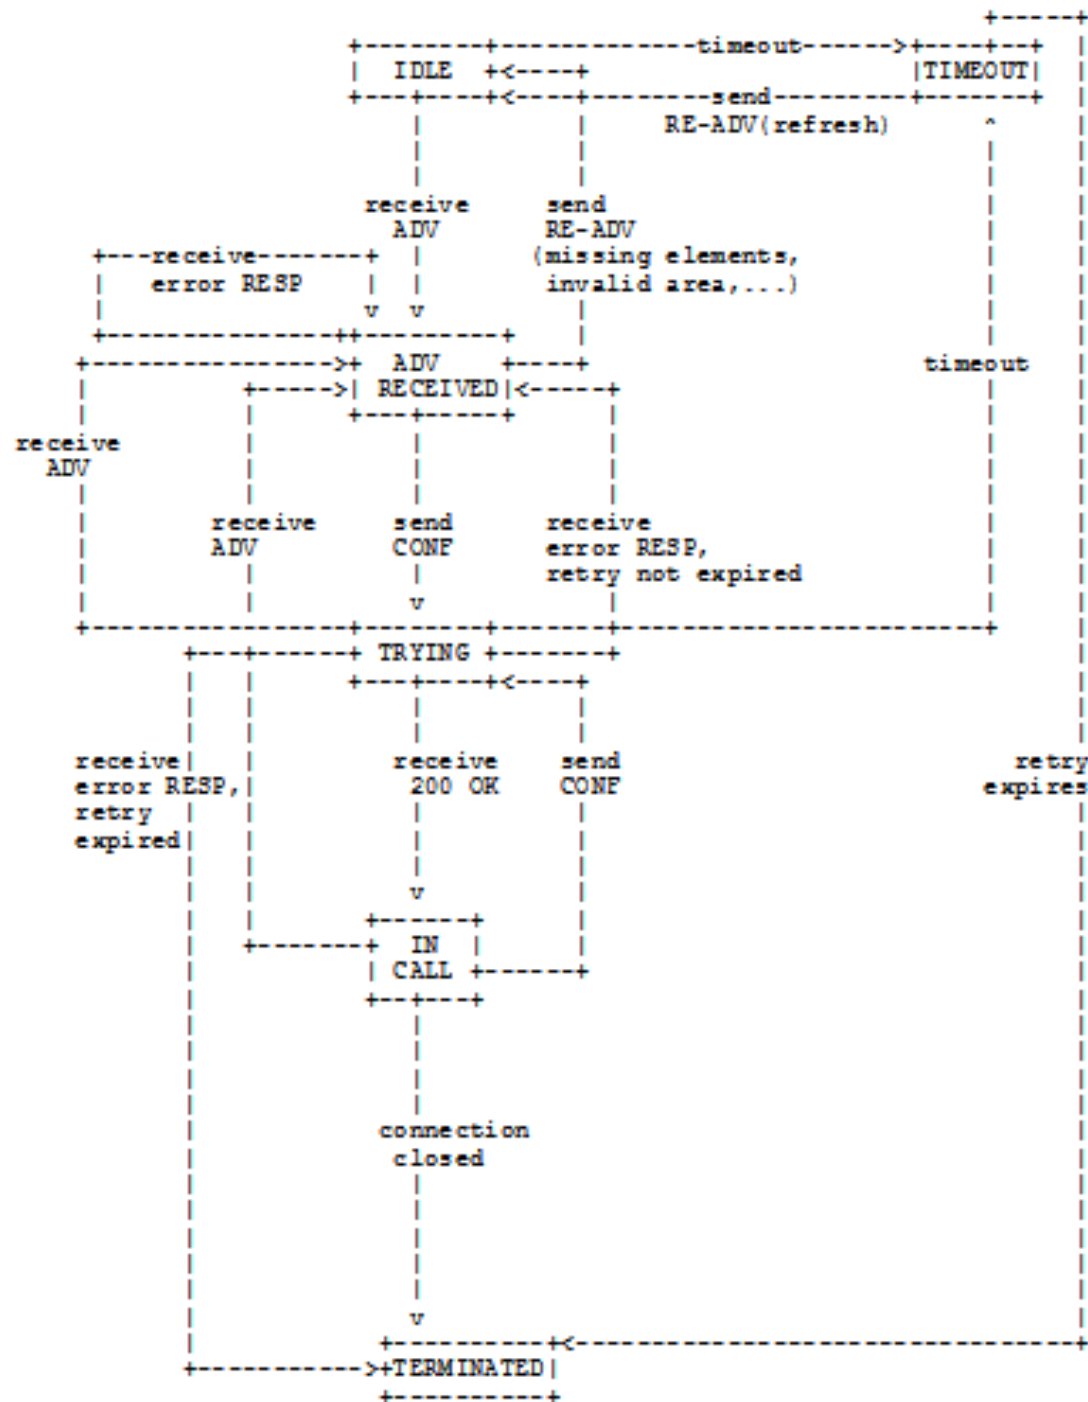 +-----+
+--------+-------------timeout------>+----+--+ |
| IDLE +<----+ |TIMEOUT| |
+---+----+<----+--------send---------+-------+ |
| | RE-ADV(refresh) ^ |
| | | |
| | | |
receive send | |
ADV RE-ADV | |
+---receive-------+ | (missing elements, | |
| error RESP | | invalid area,...) | |
| v v | | |
+----------------++---------+ | | |
+---------------->+ ADV +----+ timeout |
| +----->| RECEIVED|<-----+ | |
| | +---+-----+ | | |
receive | | | | |
ADV | | | | |
| | | | | |
| receive send receive | |
| ADV CONF error RESP, | |
| | | retry not expired | |
| | v | | |
+-----------------+--------+-------+------------------------+ |
+---+------+ TRYING +-------+ |
| | +---+----+<----+ |
| | | | |
| | | | |
receive| | receive send retry
error RESP,| 200 OK CONF expires
retry | | | | |
expired| | | | |
| | | | |
| | v | |
| | +------+ | |
| +-------+ IN | | |
| | CALL +------+ |
| +--+---+ |
| | |
| | |
| | |
| | |
| connection |
| closed |
| | |
| | |
| | |
| | |
| | |
| v |
| +----------+<---------------------------------+
+----------->+TERMINATED|
+-----------+